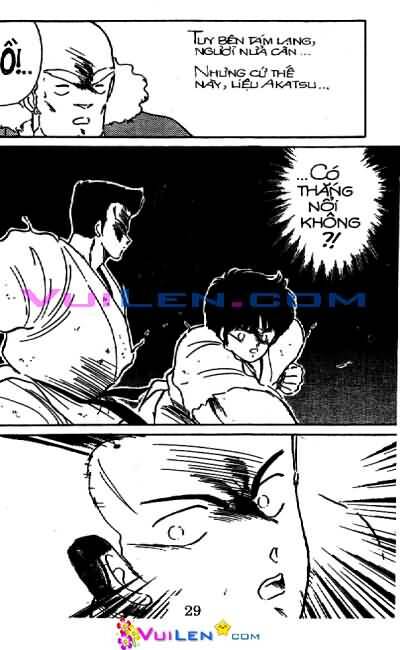 Ồ!...
TUY BÊN TÁM LẠNG,
NGƯỜI NỬA CÂN ...
NHƯNG CỨ THẾ
NÀY, LIỆU AKATSU ...
... CÓ
THẮNG
NỔI
KHÔNG
?!
VUILEN.COM
29
VUILEN
.COM